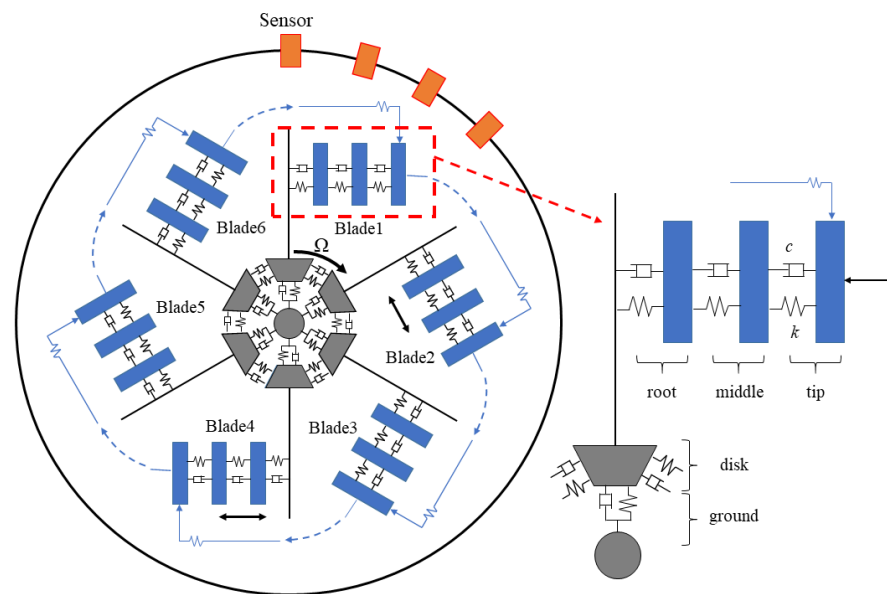 Sensor
Blade1
Blade6
Ω
Blade5
Blade2
Blade4
Blade3
c
k
root
middle
tip
disk
ground